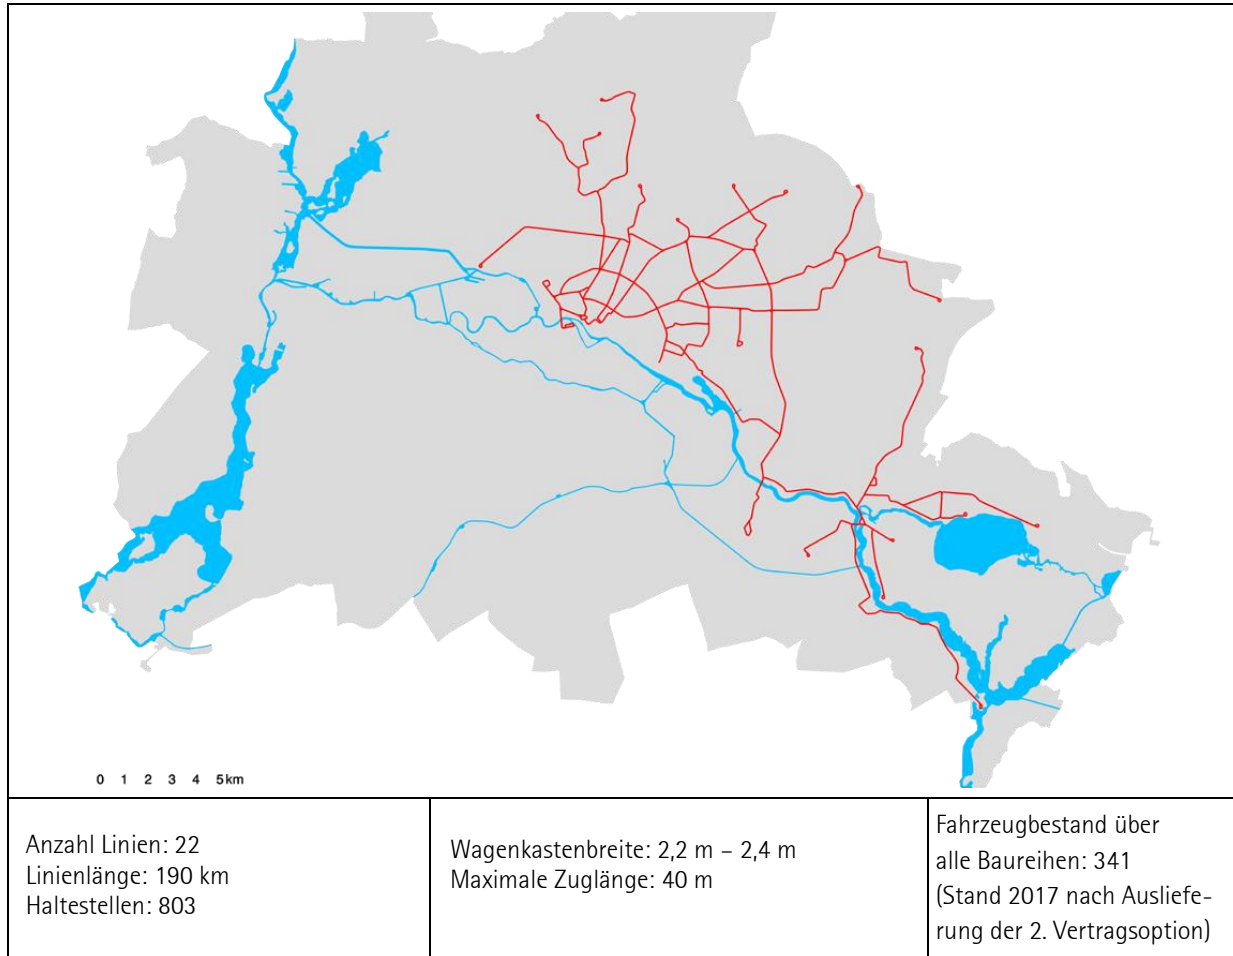 0 1 2 3 4 5km
Anzahl Linien: 22
Linienlänge: 190 km
Haltestellen: 803
Wagenkastenbreite: 2,2 m – 2,4 m
Maximale Zuglänge: 40 m
Fahrzeugbestand über
alle Baureihen: 341
(Stand 2017 nach Ausliefe-
rung der 2. Vertragsoption)